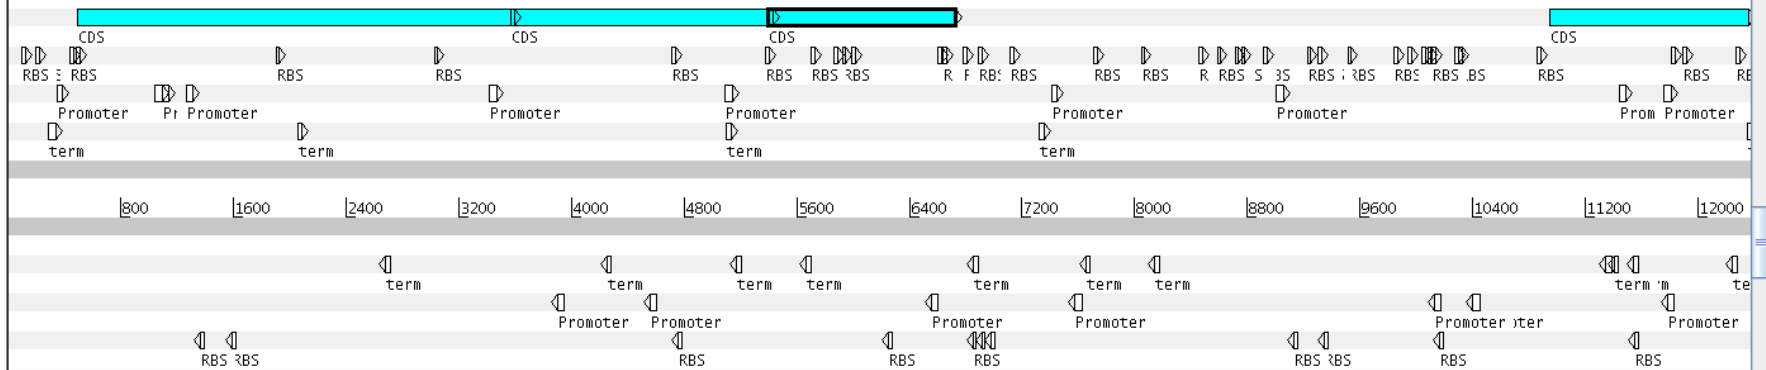 CDS CDS CDS CDS
RBS RBS RBS RBS RBS RBS RBS RBS RBS RBS RBS RBS RBS RBS RBS RBS RBS RBS
Promoter Promoter Promoter Promoter Promoter Promoter Prom Promoter
term term term term
800 1600 2400 3200 4000 4800 5600 6400 7200 8000 8800 9600 10400 11200 12000
term term term term term term term term te
Promoter Promoter Promoter Promoter Promoter Promoter
RBS RBS RBS RBS RBS RBS RBS RBS RBS